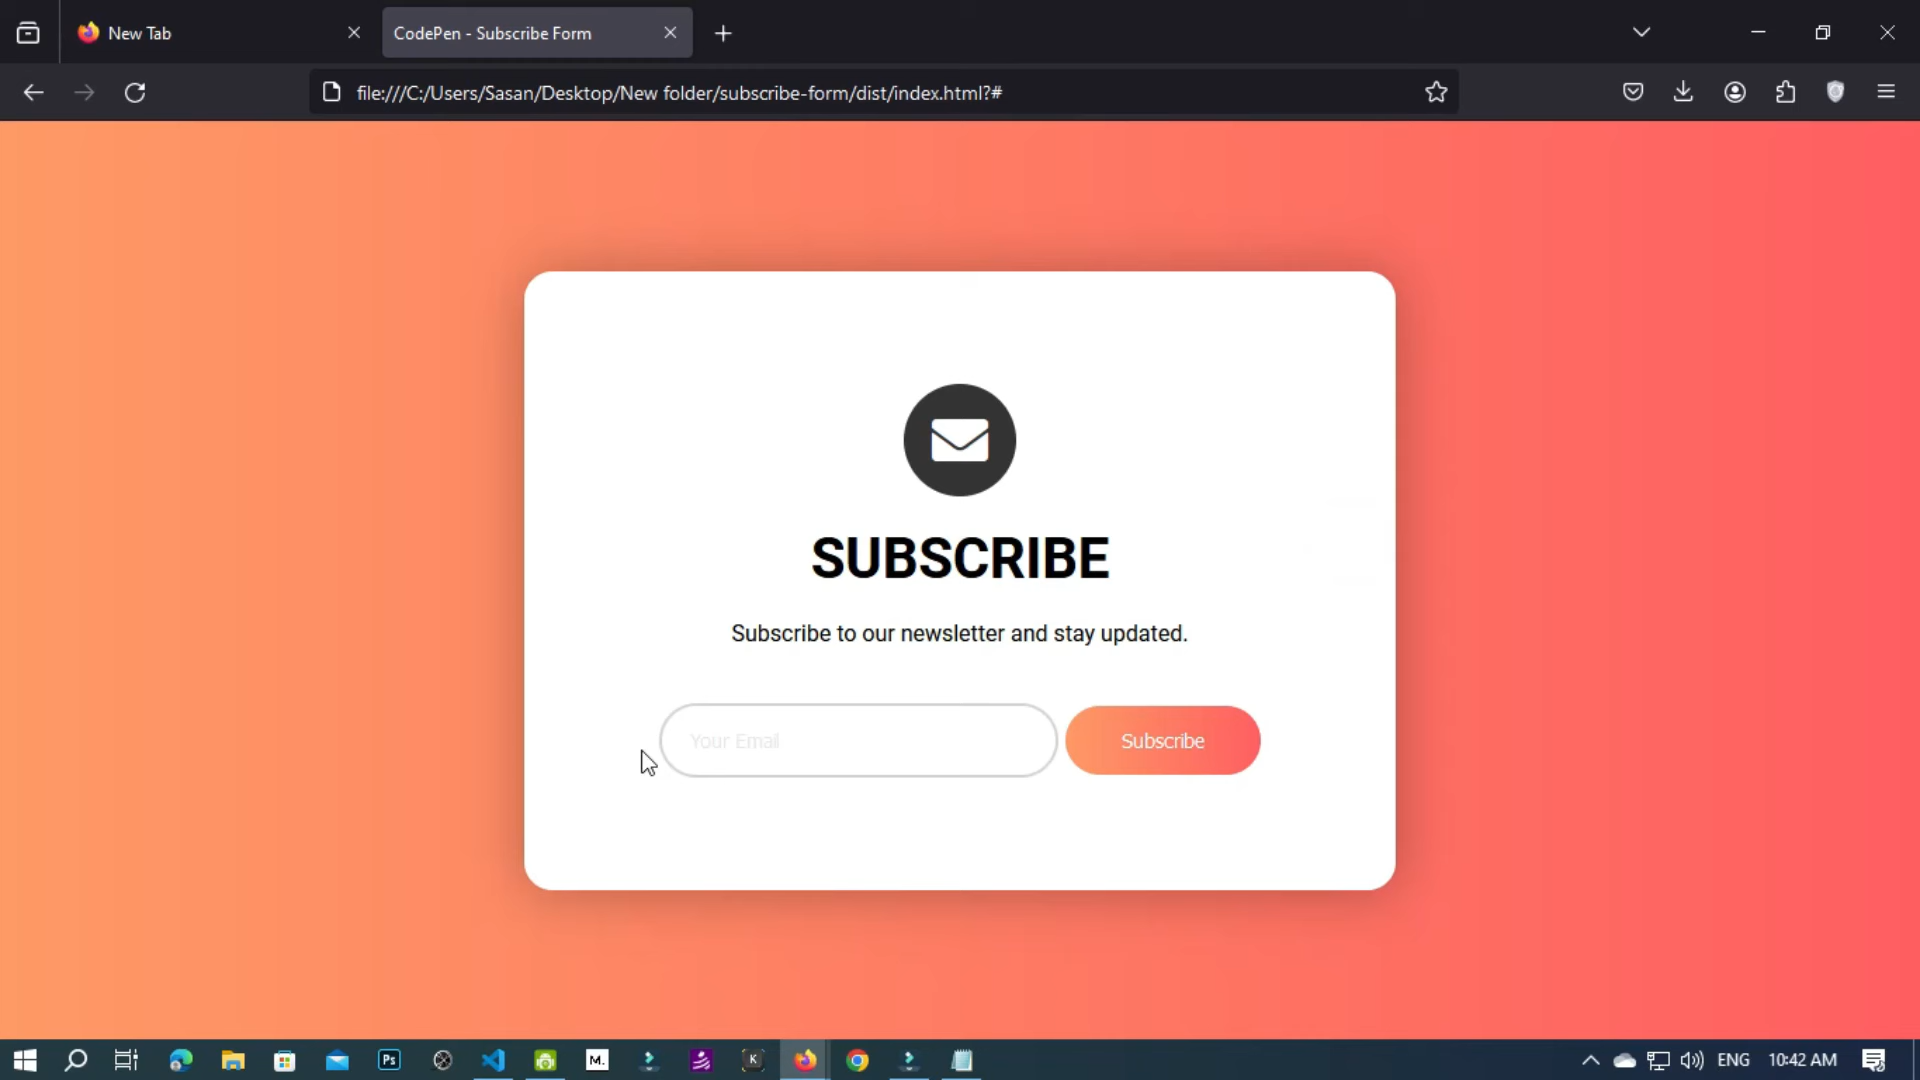 New Tab
CodePen - Subscribe Form
file:///C:/Users/Sasan/Desktop/New folder/subscribe-form/dist/index.html?#
SUBSCRIBE
Subscribe to our newsletter and stay updated.
Your Email
Subscribe
Ps
M.
K
ENG
10:42 AM